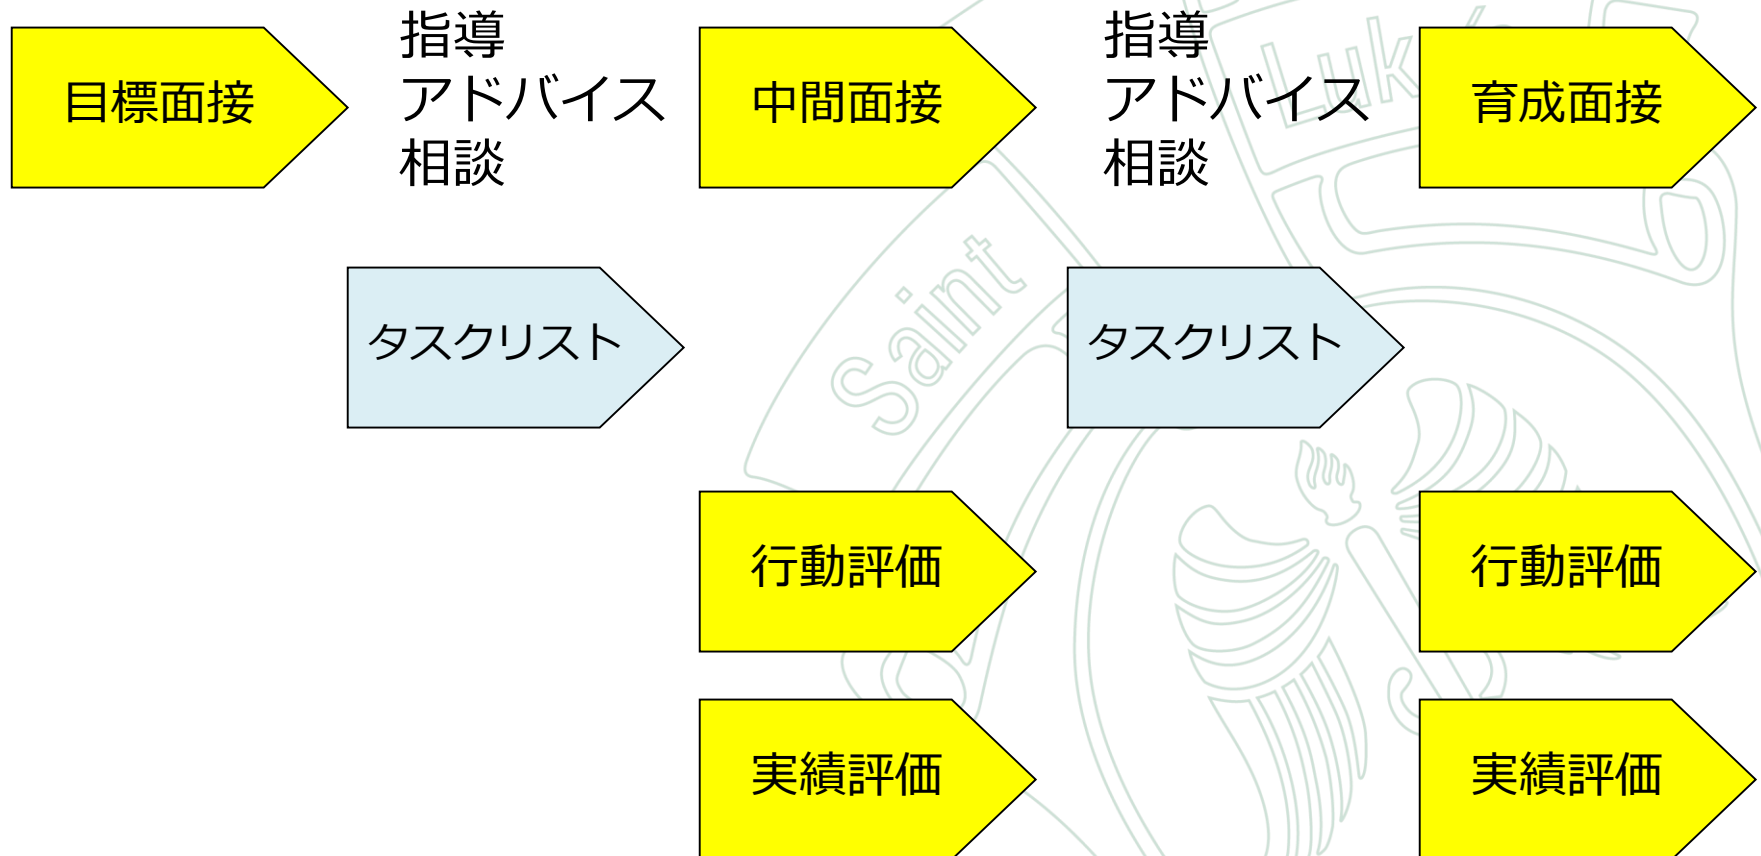 目標面接
指導
アドバイス
相談
中間面接
指導
アドバイス
相談
育成面接
タスクリスト
タスクリスト
行動評価
行動評価
実績評価
実績評価
Saint